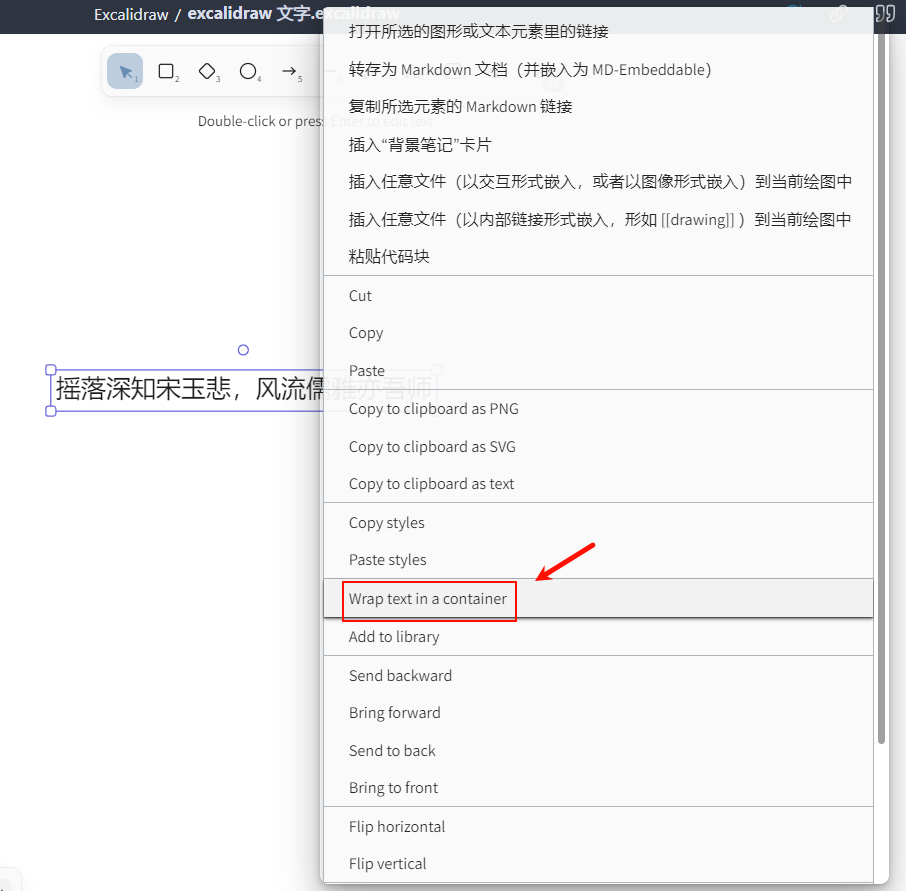 Excalidraw / excalidraw 文字.excalidraw
1 2 3 4 5
Double-click or press Enter to edit text
摇落深知宋玉悲，风流儒雅亦吾师
打开所选的图形或文本元素里的链接
转存为 Markdown 文档（并嵌入为 MD-Embeddable）
复制所选元素的 Markdown 链接
插入“背景笔记”卡片
插入任意文件（以交互形式嵌入，或者以图像形式嵌入）到当前绘图中
插入任意文件（以内部链接形式嵌入，形如 [[drawing]] ）到当前绘图中
粘贴代码块
Cut
Copy
Paste
Copy to clipboard as PNG
Copy to clipboard as SVG
Copy to clipboard as text
Copy styles
Paste styles
Wrap text in a container
Add to library
Send backward
Bring forward
Send to back
Bring to front
Flip horizontal
Flip vertical